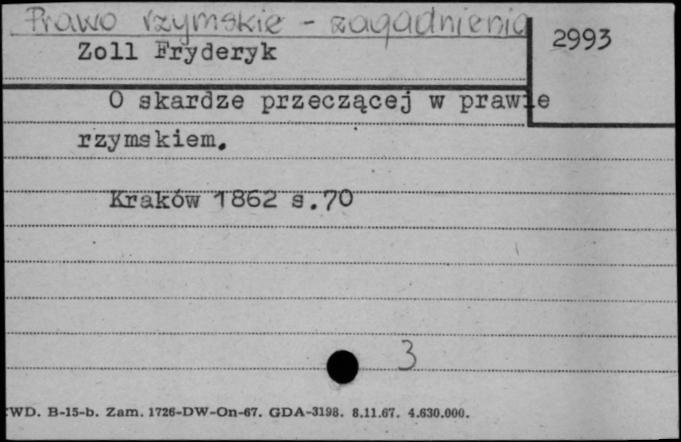 Prawo rzymskie - zagadnienia
Zoll Fryderyk
2993
O skardze przeczącej w prawie
rzymskiem.
Kraków 1862 s.70
3
WD. B-15-b. Zam. 1726-DW-On-67. GDA-3198. 8.11.67. 4.630.000.